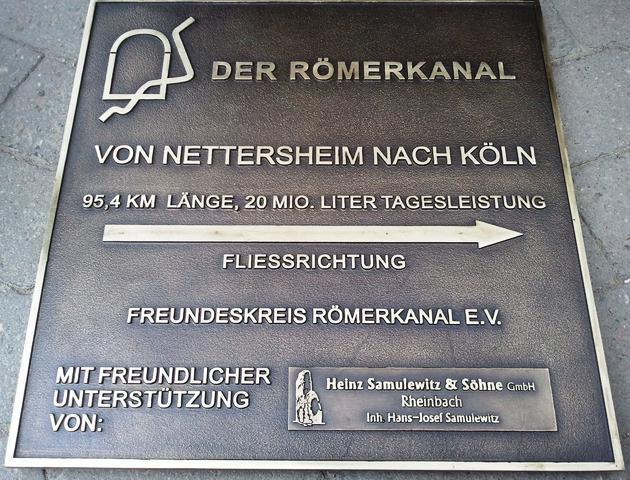 DER RÖMERKANAL
VON NETTERSHEIM NACH KÖLN
95,4 KM LÄNGE, 20 MIO. LITER TAGESLEISTUNG
FLIESSRICHTUNG
FREUNDESKREIS RÖMERKANAL E.V.
MIT FREUNDLICHER
UNTERSTÜTZUNG
VON:
Heinz Samulewitz & Söhne GmbH
Rheinbach
Inh. Hans-Josef Samulewitz